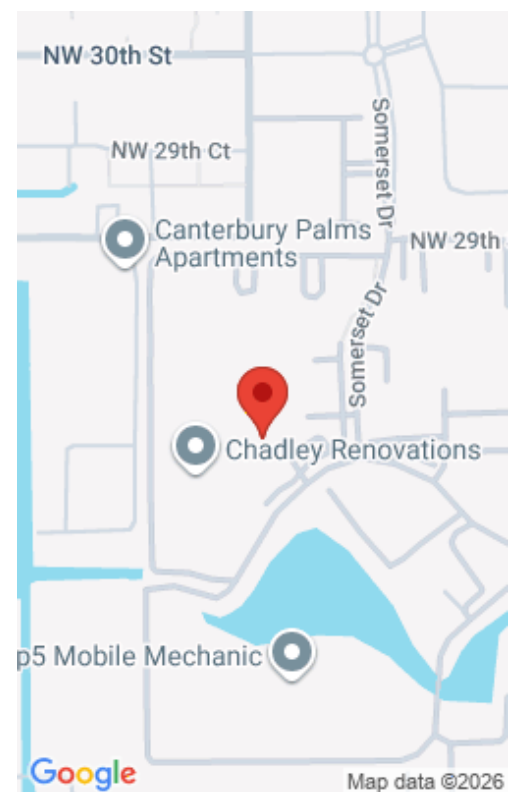 NW 30th St
Somerset Dr
NW 29th Ct
Canterbury Palms
Apartments
NW 29th
Somerset Dr
Chadley Renovations
p5 Mobile Mechanic
Google
Map data ©2026